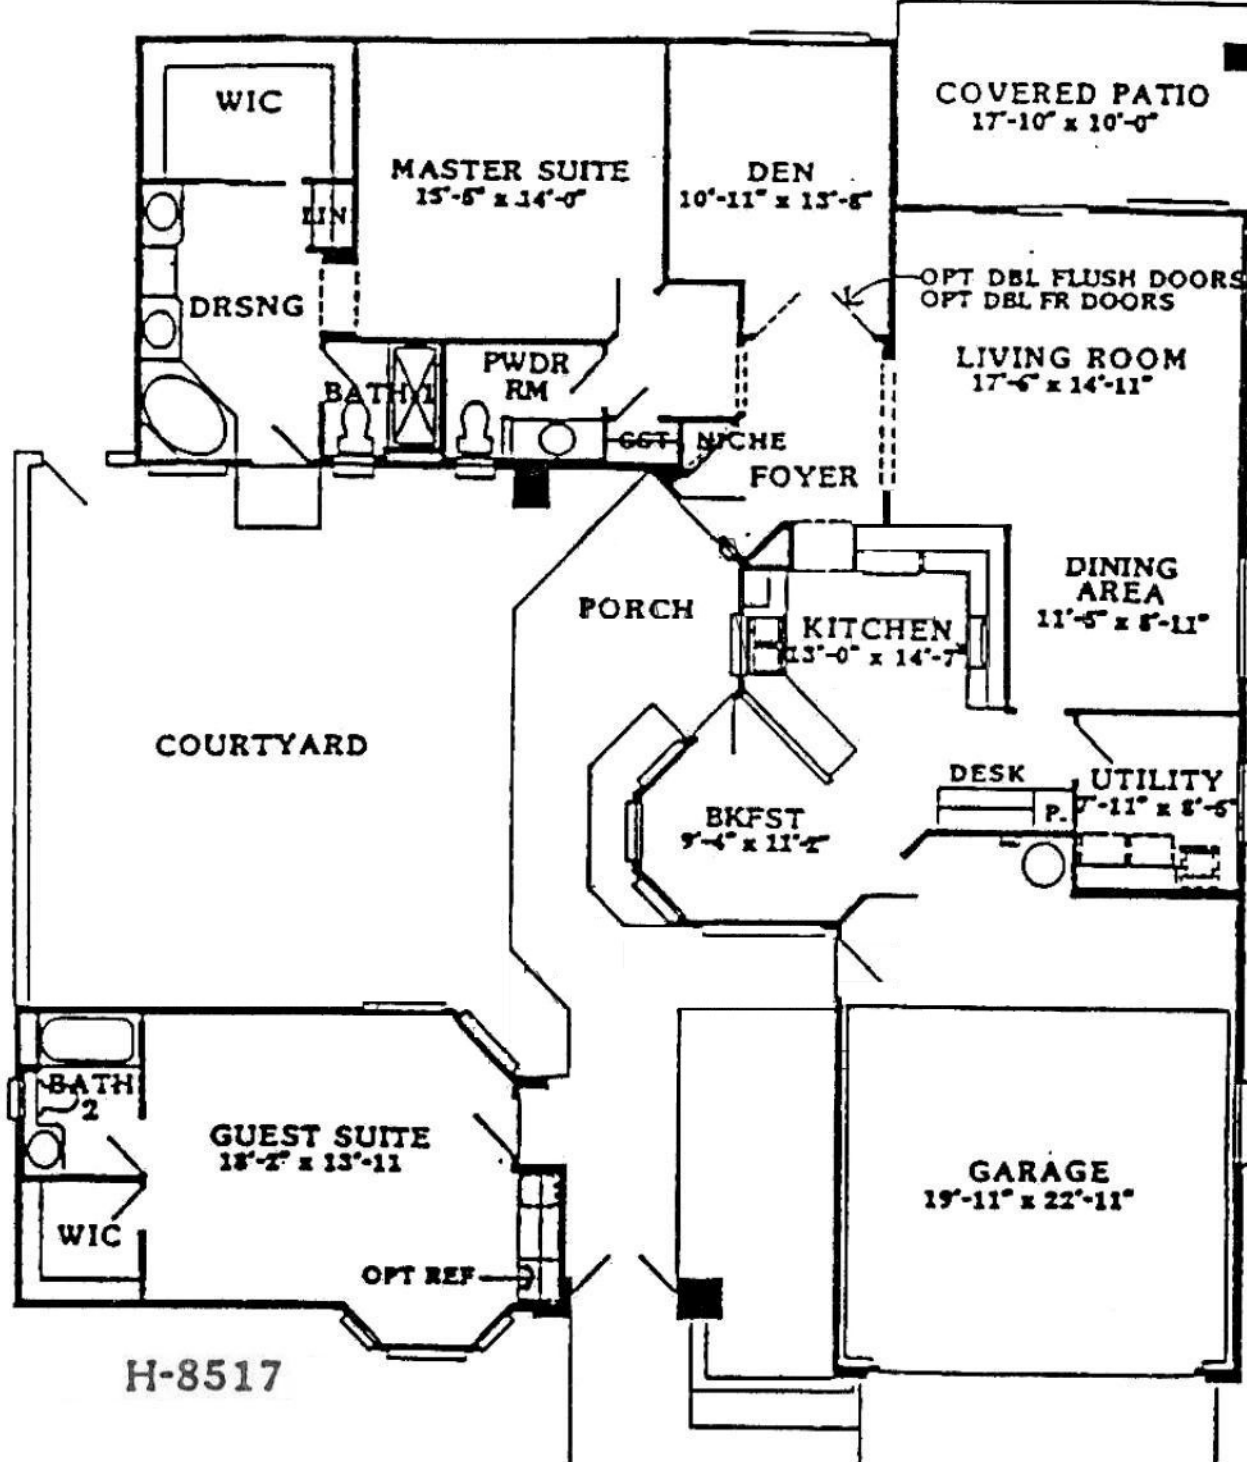 COVERED PATIO
17'-10" x 10'-0"
WIC
MASTER SUITE
15'-6" x 14'-0"
DEN
10'-11" x 13'-8"
LIN
OPT DBL FLUSH DOORS
OPT DBL FR DOORS
DRSNG
LIVING ROOM
17'-6" x 14'-11"
PWDR
RM
BATH 1
NICHE
FOYER
DINING
AREA
11'-5" x 8'-11"
PORCH
KITCHEN
13'-0" x 14'-7
COURTYARD
DESK
UTILITY
7'-11" x 8'-6"
P.
BKFST
9'-4" x 11'-2"
BATH
2
GUEST SUITE
18'-2" x 13'-11
GARAGE
19'-11" x 22'-11"
WIC
OPT REF
H-8517